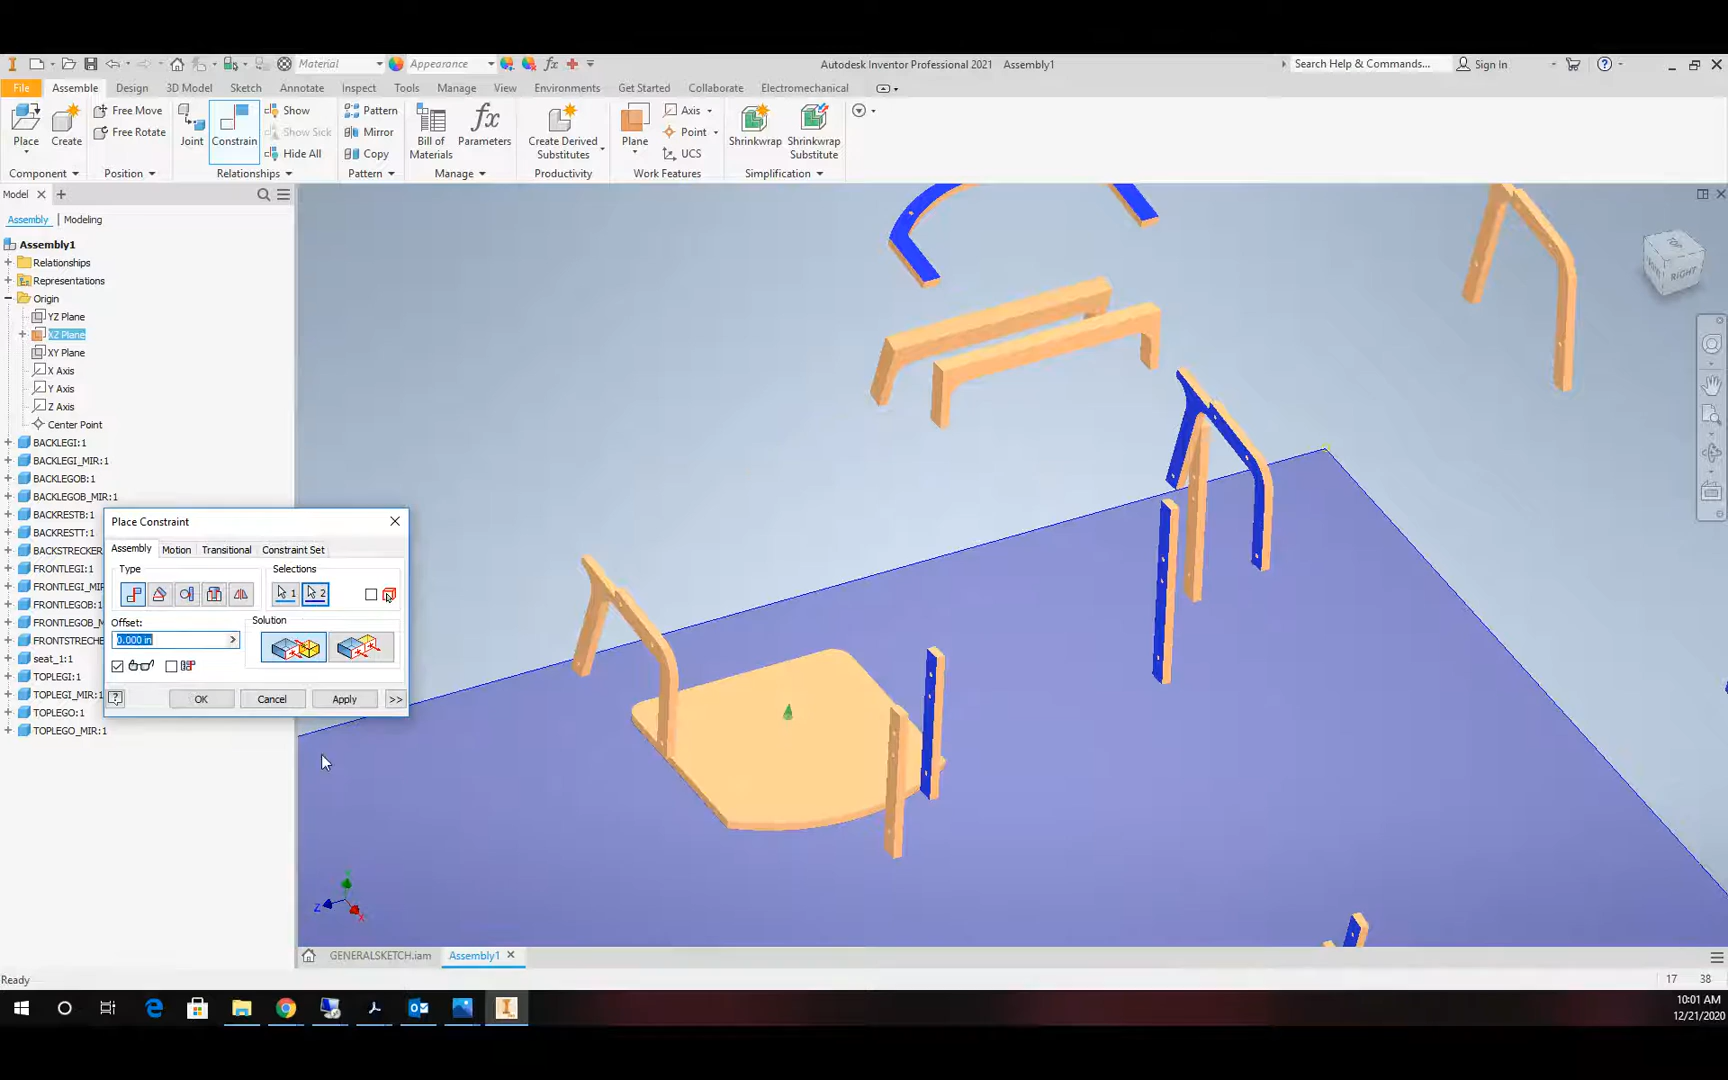 Material
Appearance
Autodesk Inventor Professional 2021 Assembly1
Search Help & Commands...
Sign In
File Assemble Design 3D Model Sketch Annotate Inspect Tools Manage View Environments Get Started Collaborate Electromechanical
Place
Create
Free Move
Free Rotate
Joint
Constrain
Show
Show Sick
Hide All
Pattern
Mirror
Copy
Bill of
Materials
Parameters
Create Derived
Substitutes
Plane
Axis
Point
UCS
Shrinkwrap
Shrinkwrap
Substitute
Component Position Relationships Pattern Manage Productivity Work Features Simplification
Model
Assembly Modeling
Assembly1
Relationships
Representations
Origin
YZ Plane
XZ Plane
XY Plane
X Axis
Y Axis
Z Axis
Center Point
BACKLEGI:1
BACKLEGI_MIR:1
BACKLEGOB:1
BACKLEGOB_MIR:1
BACKRESTB:1
BACKRESTT:1
BACKSTRECKER
FRONTLEGI:1
FRONTLEGI_MI
FRONTLEGOB:
FRONTLEGOB_M
FRONTSTRECHE
seat_1:1
TOPLEGI:1
TOPLEGI_MIR:1
TOPLEGO:1
TOPLEGO_MIR:1
Place Constraint
Assembly Motion Transitional Constraint Set
Type
Selections
1
2
Offset:
0.000 in
Solution
OK Cancel Apply >>
TOP
RIGHT
Z
X
GENERALSKETCH.iam Assembly1
Ready
17 38
10:01 AM
12/21/2020